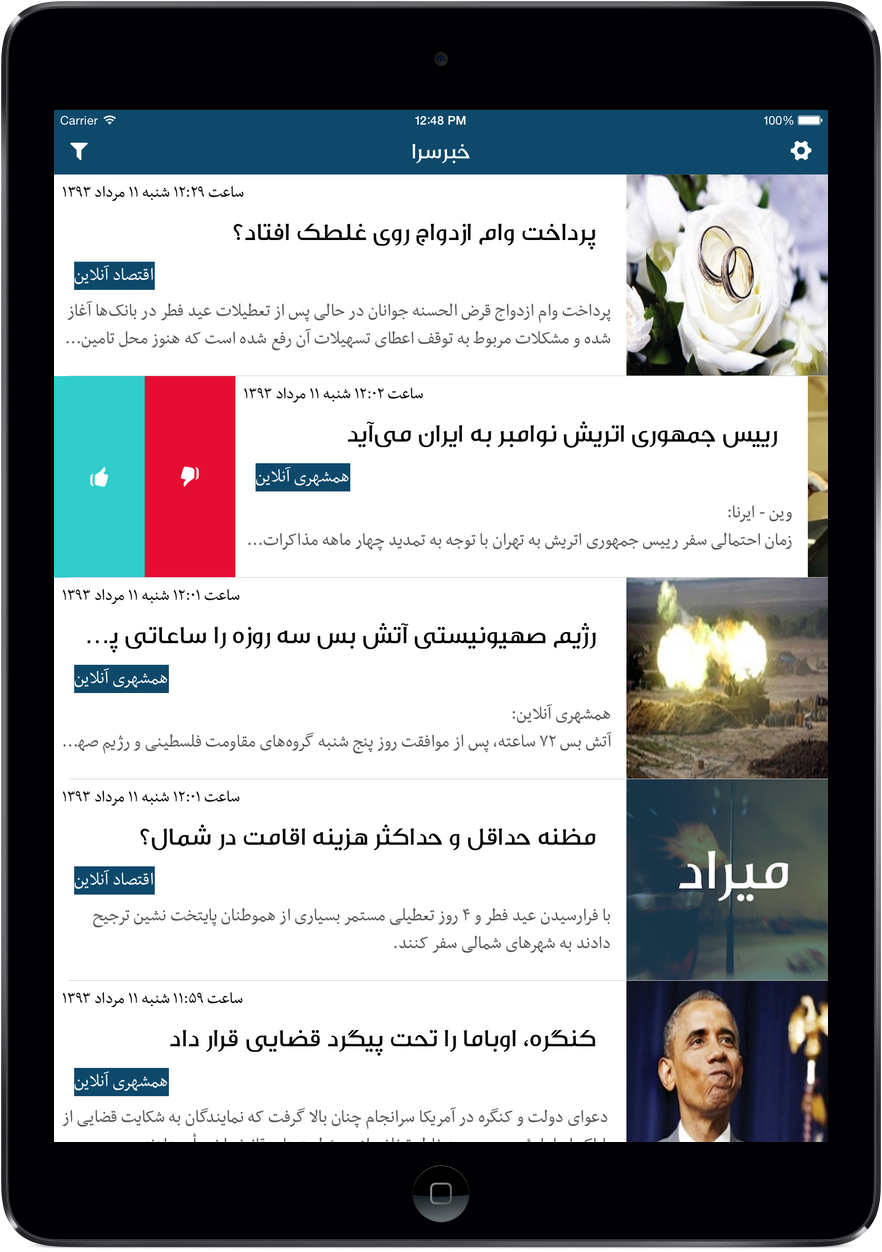 Carrier 12:48 PM 100%
خبرسرا
ساعت ۱۲:۲۹ شنبه ۱۱ مرداد ۱۳۹۳
پرداخت وام ازدواج روی غلطک افتاد؟
اقتصاد آنلاین
پرداخت وام ازدواج قرض الحسنه جوانان در حالی پس از تعطیلات عید فطر در بانک‌ها آغاز
شده و مشکلات مربوط به توقف اعطای تسهیلات آن رفع شده است که هنوز محل تامین...
ساعت ۱۲:۰۲ شنبه ۱۱ مرداد ۱۳۹۳
رییس جمهوری اتریش نوامبر به ایران می‌آید
همشهری آنلاین
وین - ایرنا:
زمان احتمالی سفر رییس جمهوری اتریش به تهران با توجه به تمدید چهار ماهه مذاکرات...
ساعت ۱۲:۰۱ شنبه ۱۱ مرداد ۱۳۹۳
رژیم صهیونیستی آتش بس سه روزه را ساعاتی پ...
همشهری آنلاین
همشهری آنلاین:
آتش بس ۷۲ ساعته، پس از موافقت روز پنج شنبه گروه‌های مقاومت فلسطینی و رژیم صه...
ساعت ۱۲:۰۱ شنبه ۱۱ مرداد ۱۳۹۳
مظنه حداقل و حداکثر هزینه اقامت در شمال؟
اقتصاد آنلاین
با فرارسیدن عید فطر و ۴ روز تعطیلی مستمر بسیاری از هموطنان پایتخت نشین ترجیح
دادند به شهرهای شمالی سفر کنند.
میراد
ساعت ۱۱:۵۹ شنبه ۱۱ مرداد ۱۳۹۳
کنگره، اوباما را تحت پیگرد قضایی قرار داد
همشهری آنلاین
دعوای دولت و کنگره در آمریکا سرانجام چنان بالا گرفت که نمایندگان به شکایت قضایی از